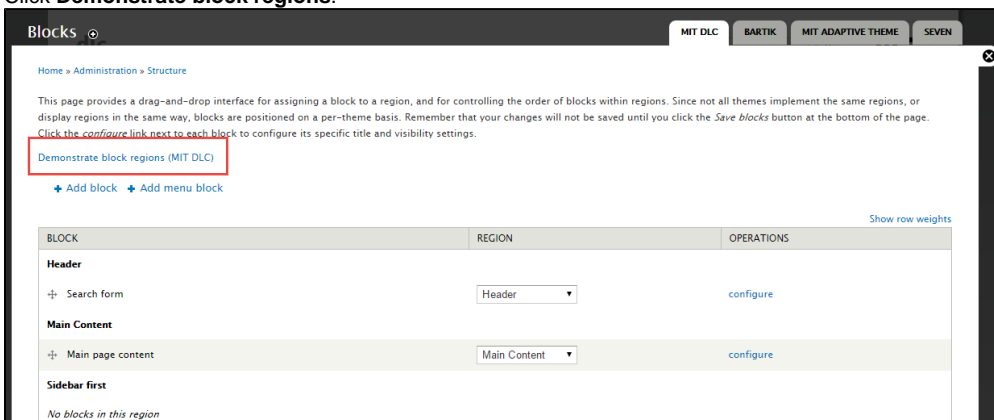 Click Demonstrate block regions.
Blocks
MIT DLC BARTIK MIT ADAPTIVE THEME SEVEN
Home » Administration » Structure
This page provides a drag-and-drop interface for assigning a block to a region, and for controlling the order of blocks within regions. Since not all themes implement the same regions, or
display regions in the same way, blocks are positioned on a per-theme basis. Remember that your changes will not be saved until you click the Save blocks button at the bottom of the page.
Click the configure link next to each block to configure its specific title and visibility settings.
Demonstrate block regions (MIT DLC)
Add block Add menu block
Show row weights
BLOCK REGION OPERATIONS
Header
Search form Header configure
Main Content
Main page content Main Content configure
Sidebar first
No blocks in this region